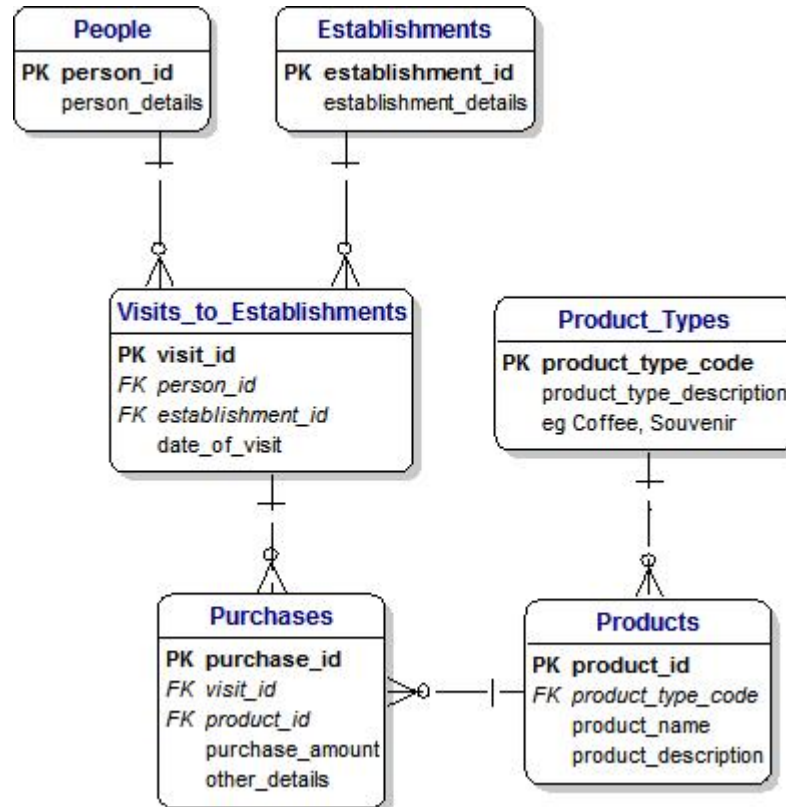 People
PK person_id
person_details
Establishments
PK establishment_id
establishment_details
Visits_to_Establishments
PK visit_id
FK person_id
FK establishment_id
date_of_visit
Product_Types
PK product_type_code
product_type_description
eg Coffee, Souvenir
Purchases
PK purchase_id
FK visit_id
FK product_id
purchase_amount
other_details
Products
PK product_id
FK product_type_code
product_name
product_description